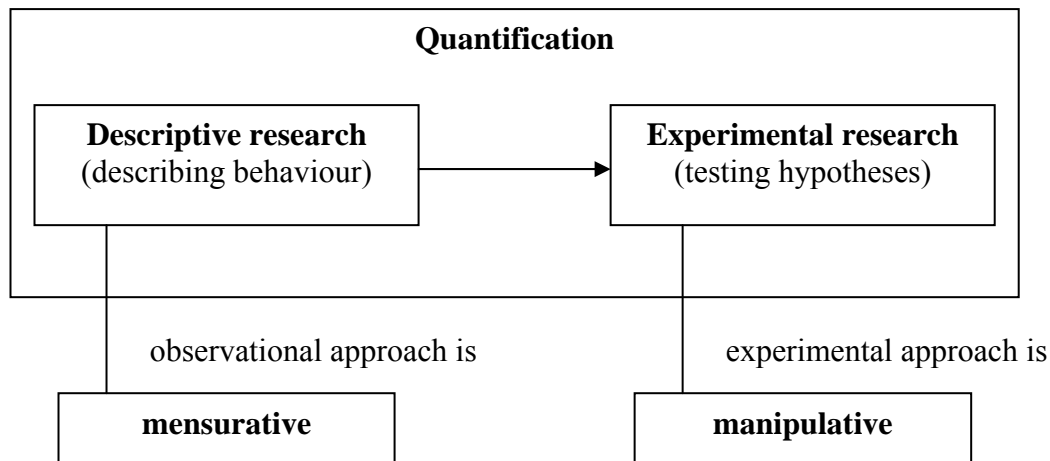 Quantification
Descriptive research
(describing behaviour)
Experimental research
(testing hypotheses)
observational approach is
experimental approach is
mensurative
manipulative